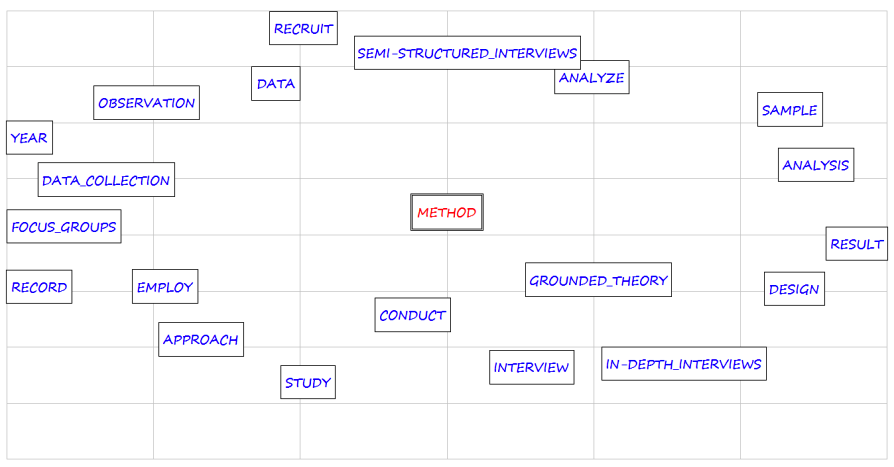 RECRUIT
SEMI-STRUCTURED_INTERVIEWS
DATA
ANALYZE
OBSERVATION
SAMPLE
YEAR
ANALYSIS
DATA_COLLECTION
METHOD
FOCUS_GROUPS
RESULT
GROUNDED_THEORY
RECORD
EMPLOY
DESIGN
CONDUCT
APPROACH
IN-DEPTH_INTERVIEWS
INTERVIEW
STUDY